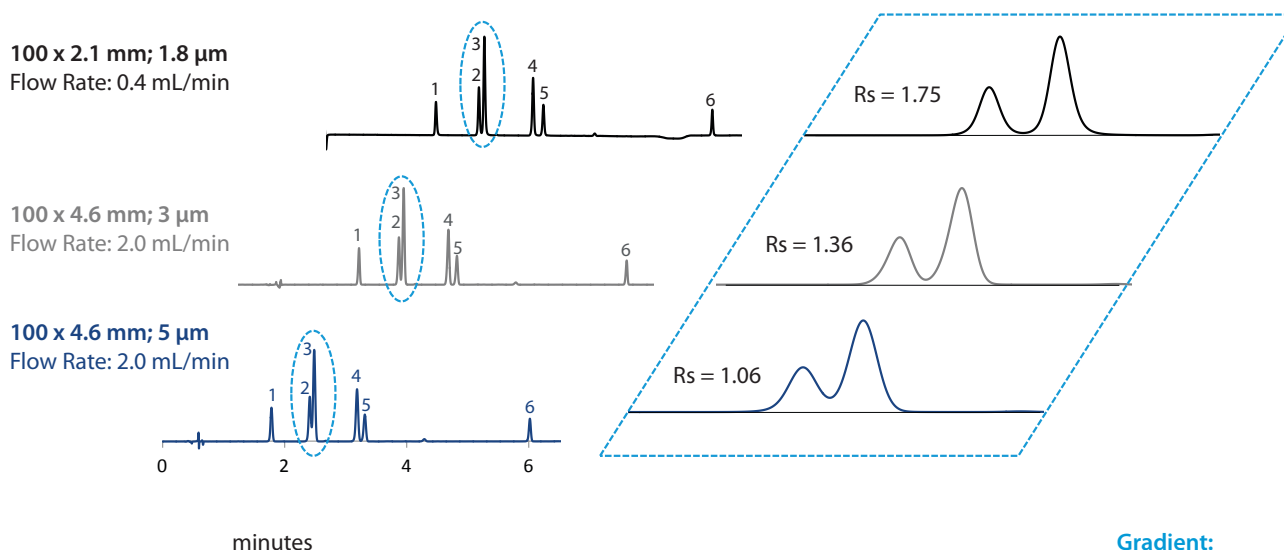 100 x 2.1 mm; 1.8 µm
Flow Rate: 0.4 mL/min
1
2
3
4
5
6
Rs = 1.75
100 x 4.6 mm; 3 µm
Flow Rate: 2.0 mL/min
1
2
3
4
5
6
Rs = 1.36
100 x 4.6 mm; 5 µm
Flow Rate: 2.0 mL/min
1
2
3
4
5
6
Rs = 1.06
0 2 4 6
minutes
Gradient: